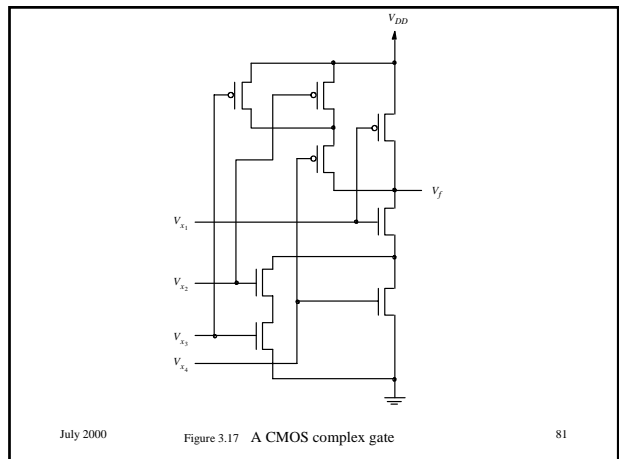 V_DD
V_f
V_x1
V_x2
V_x3
V_x4
July 2000
Figure 3.17 A CMOS complex gate
81